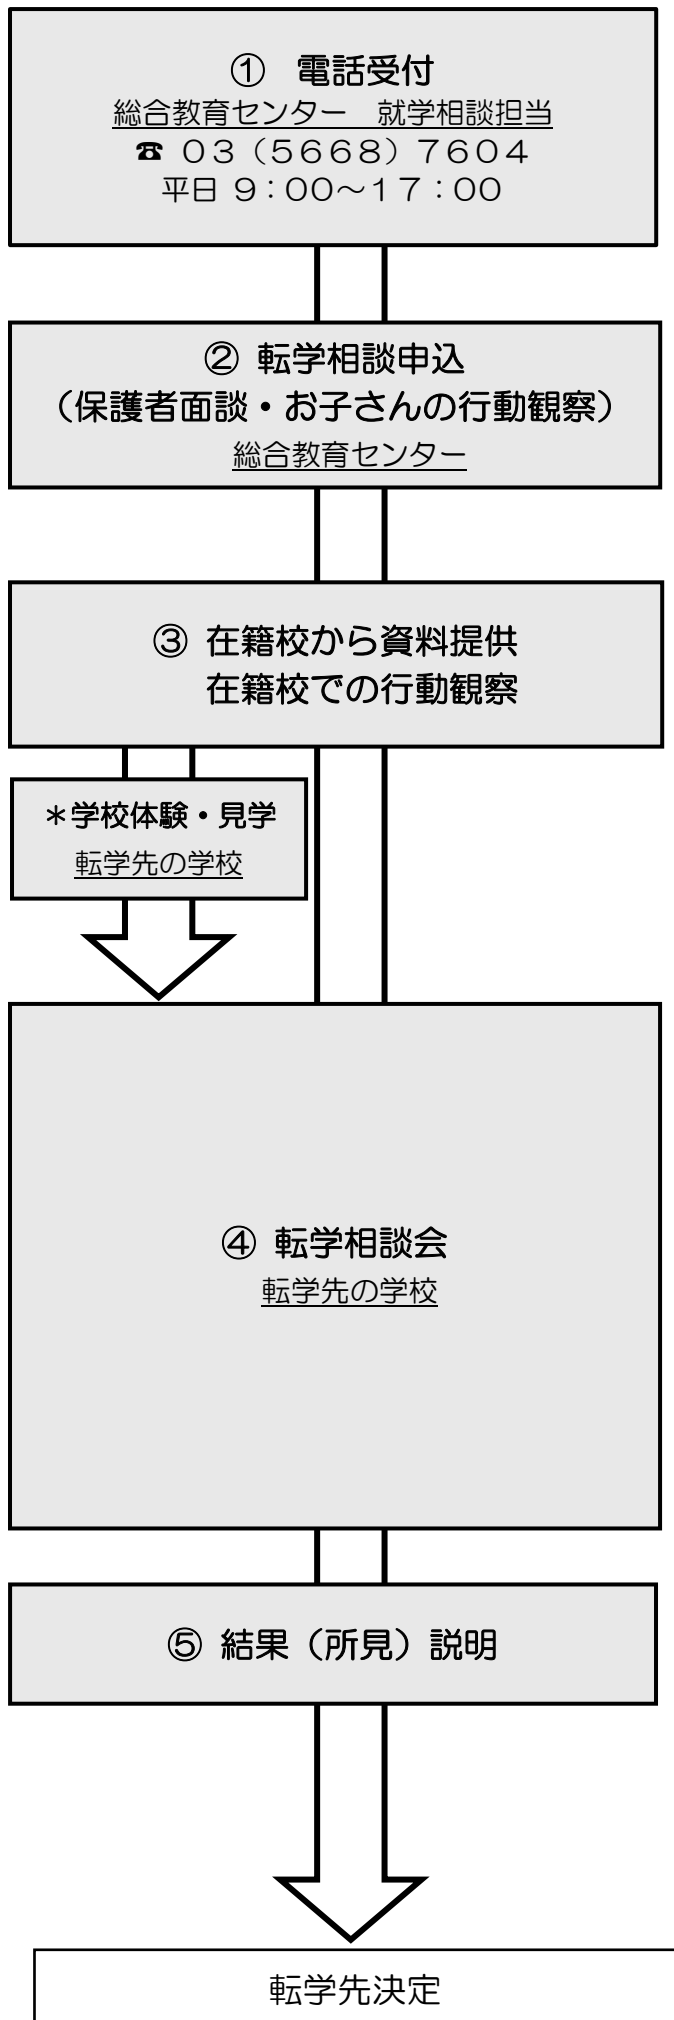 ① 電話受付
総合教育センター 就学相談担当
☎ ０３（５６６８）７６０４
平日 ９：００～１７：００
② 転学相談申込
（保護者面談・お子さんの行動観察）
総合教育センター
③ 在籍校から資料提供
在籍校での行動観察
＊学校体験・見学
転学先の学校
④ 転学相談会
転学先の学校
⑤ 結果（所見）説明
転学先決定